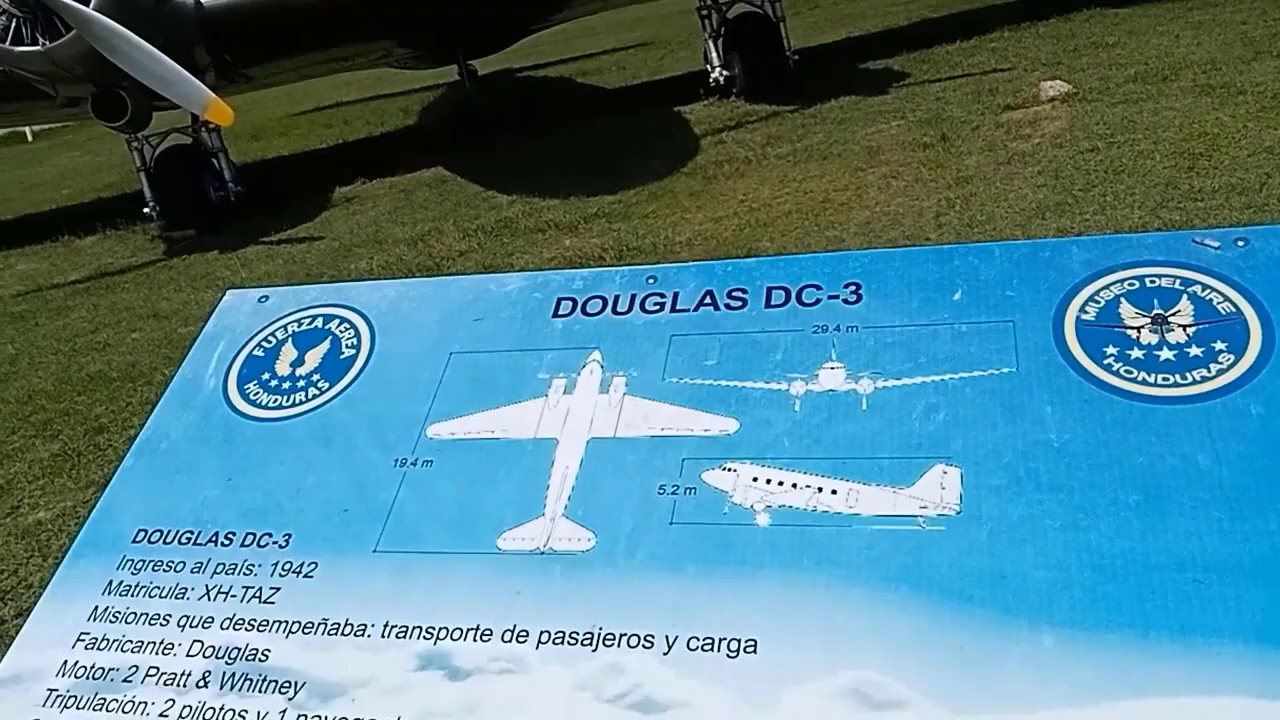 DOUGLAS DC-3
FUERZA AEREA
HONDURAS
MUSEO DEL AIRE
HONDURAS
29.4 m
19.4 m
5.2 m
DOUGLAS DC-3
Ingreso al país: 1942
Matricula: XH-TAZ
Misiones que desempeñaba: transporte de pasajeros y carga
Fabricante: Douglas
Motor: 2 Pratt & Whitney
Tripulación: 2 pilotos y 1